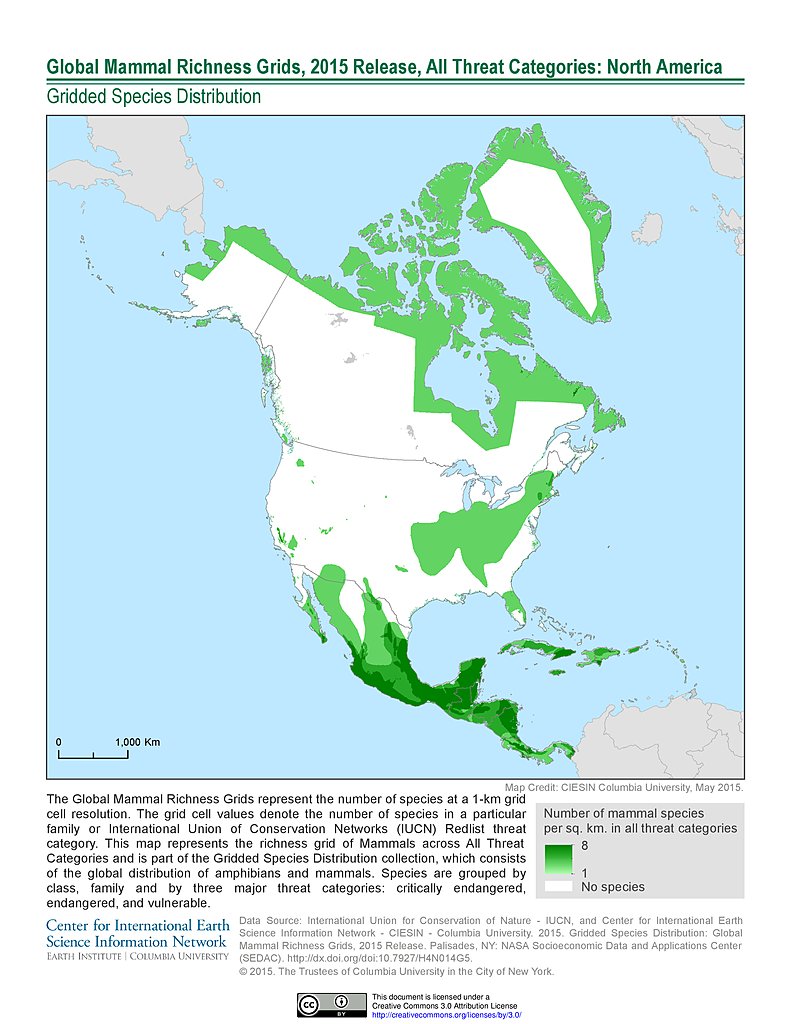 Global Mammal Richness Grids, 2015 Release, All Threat Categories: North America
Gridded Species Distribution
0 1,000 Km
Map Credit: CIESIN Columbia University, May 2015.
The Global Mammal Richness Grids represent the number of species at a 1-km grid
cell resolution. The grid cell values denote the number of species in a particular
family or International Union of Conservation Networks (IUCN) Redlist threat
category. This map represents the richness grid of Mammals across All Threat
Categories and is part of the Gridded Species Distribution collection, which consists
of the global distribution of amphibians and mammals. Species are grouped by
class, family and by three major threat categories: critically endangered,
endangered, and vulnerable.
Number of mammal species
per sq. km. in all threat categories
8
1
No species
Center for International Earth
Science Information Network
EARTH INSTITUTE | COLUMBIA UNIVERSITY
Data Source: International Union for Conservation of Nature - IUCN, and Center for International Earth
Science Information Network - CIESIN - Columbia University. 2015. Gridded Species Distribution: Global
Mammal Richness Grids, 2015 Release. Palisades, NY: NASA Socioeconomic Data and Applications Center
(SEDAC). http://dx.doi.org/doi:10.7927/H4N014G5.
© 2015. The Trustees of Columbia University in the City of New York.
cc BY
This document is licensed under a
Creative Commons 3.0 Attribution License
http://creativecommons.org/licenses/by/3.0/